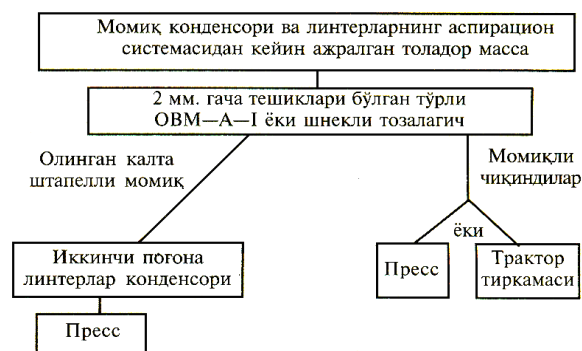 Момиқ конденсори ва линтерларнинг аспирацион
системасидан кейин ажралган толадор масса
2 мм. гача тешиклари бўлган тўрли
ОВМ—А—I ёки шнекли тозалагич
Олинган калта
штапелли момиқ
Момиқли
чиқиндилар
ёки
Иккинчи поғона
линтерлар конденсори
Пресс
Трактор
тиркамаси
Пресс